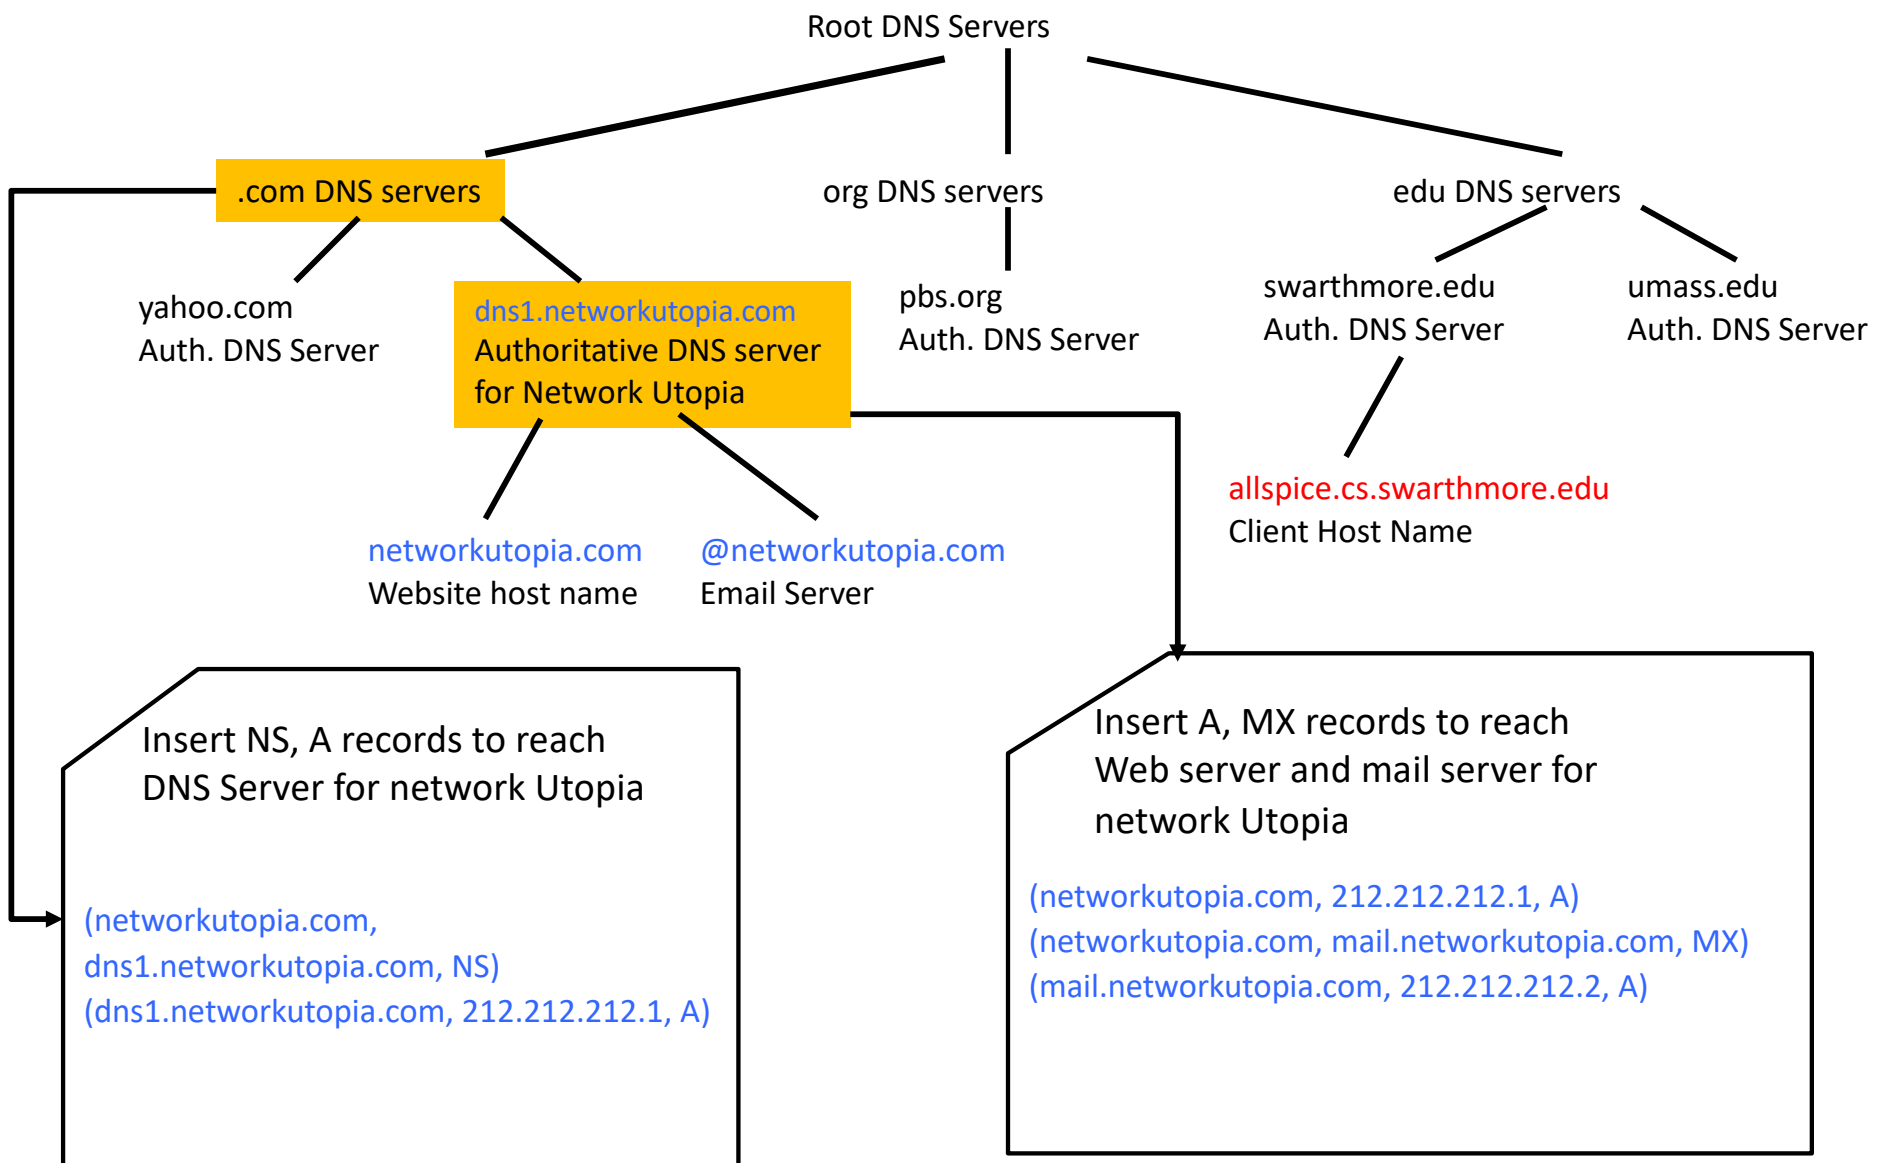 Root DNS Servers
.com DNS servers
org DNS servers
edu DNS servers
yahoo.com
Auth. DNS Server
dns1.networkutopia.com
Authoritative DNS server
for Network Utopia
pbs.org
Auth. DNS Server
swarthmore.edu
Auth. DNS Server
umass.edu
Auth. DNS Server
networkutopia.com
Website host name
@networkutopia.com
Email Server
allspice.cs.swarthmore.edu
Client Host Name
Insert NS, A records to reach
DNS Server for network Utopia
(networkutopia.com,
dns1.networkutopia.com, NS)
(dns1.networkutopia.com, 212.212.212.1, A)
Insert A, MX records to reach
Web server and mail server for
network Utopia
(networkutopia.com, 212.212.212.1, A)
(networkutopia.com, mail.networkutopia.com, MX)
(mail.networkutopia.com, 212.212.212.2, A)